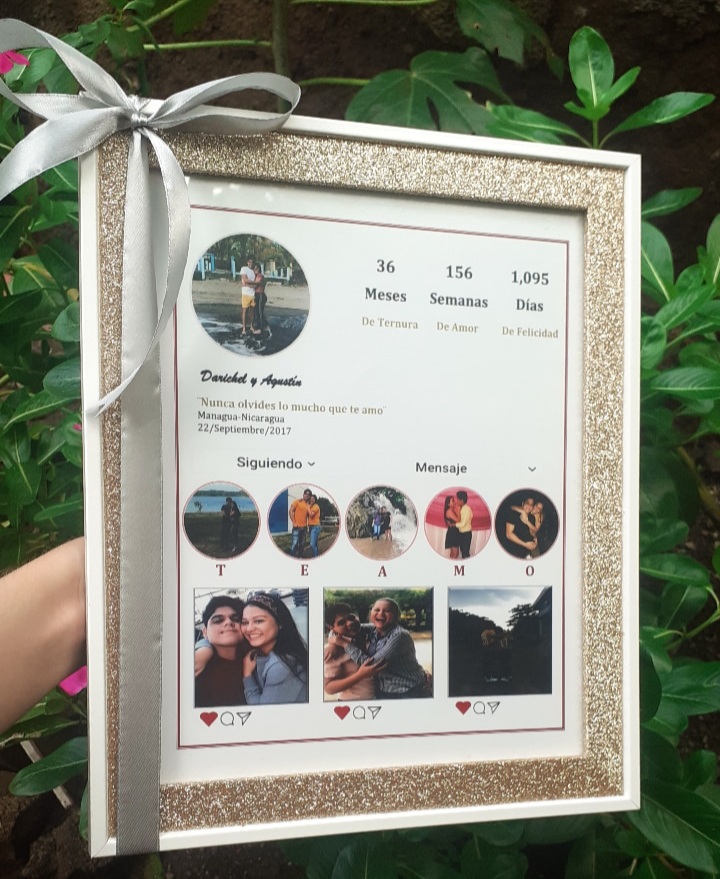 36 156 1,095
Meses Semanas Días
De Ternura De Amor De Felicidad
Darichel y Agustín
¨Nunca olvides lo mucho que te amo¨
Managua-Nicaragua
22/Septiembre/2017
Siguiendo Mensaje
T E A M O